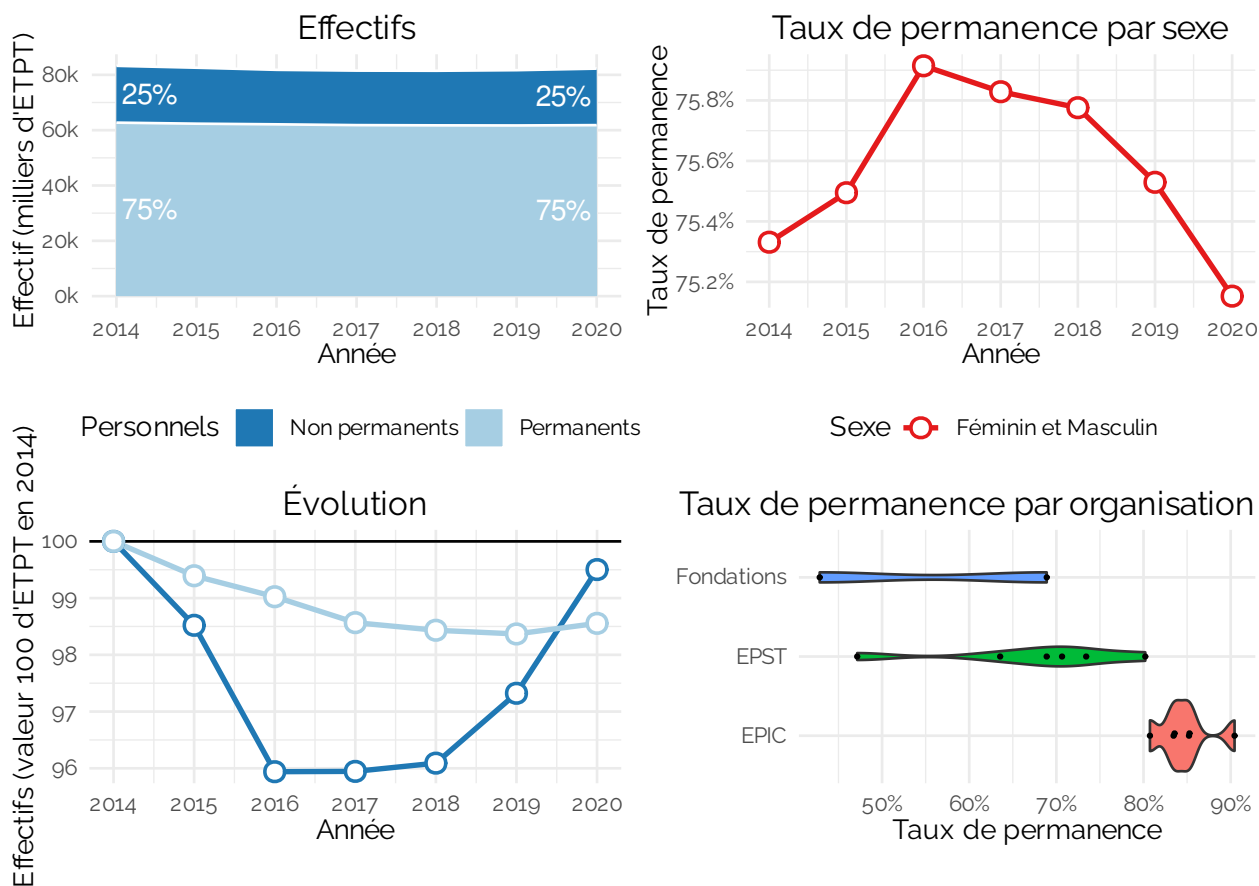 Effectifs
Effectif (milliers d'ETPT)
80k
60k
40k
20k
0k
25%
25%
75%
75%
2014 2015 2016 2017 2018 2019 2020
Année
Personnels Non permanents Permanents
Taux de permanence par sexe
Taux de permanence
75.8%
75.6%
75.4%
75.2%
2014 2015 2016 2017 2018 2019 2020
Année
Sexe Féminin et Masculin
Évolution
Effectifs (valeur 100 d'ETPT en 2014)
100
99
98
97
96
2014 2015 2016 2017 2018 2019 2020
Année
Taux de permanence par organisation
Fondations
EPST
EPIC
50% 60% 70% 80% 90%
Taux de permanence